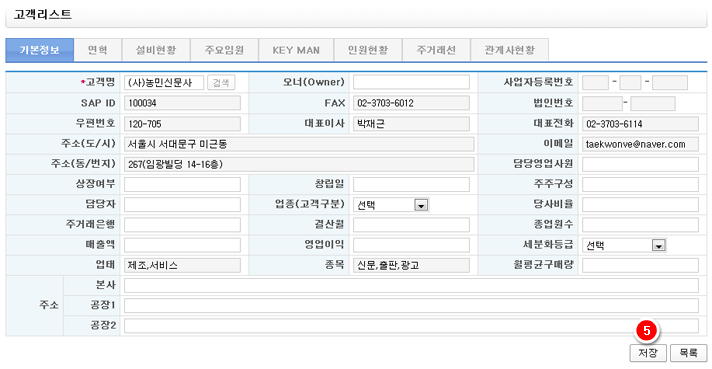 고객리스트
기본정보 연혁 설비현황 주요임원 KEY MAN 인원현황 주거래선 관계사현황
*고객명 (사)농민신문사 검색 오너(Owner) 사업자등록번호 - -
SAP ID 100034 FAX 02-3703-6012 법인번호 -
우편번호 120-705 대표이사 박재근 대표전화 02-3703-6114
주소(도/시) 서울시 서대문구 미근동 이메일 taekwonve@naver.com
주소(동/번지) 267(임광빌딩 14-16층) 담당영업사원
상장여부 창립일 주주구성
담당자 업종(고객구분) 선택 당사비율
주거래은행 결산월 종업원수
매출액 영업이익 세분화등급 선택
업태 제조,서비스 종목 신문,출판,광고 월평균구매량
주소 본사
공장1
공장2
5
저장 목록